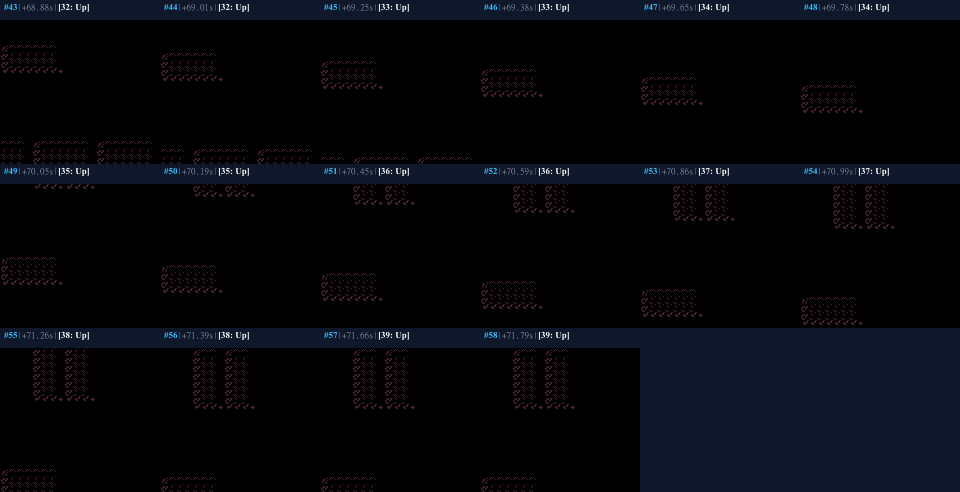 #43|+68.88s|[32: Up]
#44|+69.01s|[32: Up]
#45|+69.25s|[33: Up]
#46|+69.38s|[33: Up]
#47|+69.65s|[34: Up]
#48|+69.78s|[34: Up]
#49|+70.05s|[35: Up]
#50|+70.19s|[35: Up]
#51|+70.45s|[36: Up]
#52|+70.59s|[36: Up]
#53|+70.86s|[37: Up]
#54|+70.99s|[37: Up]
#55|+71.26s|[38: Up]
#56|+71.39s|[38: Up]
#57|+71.66s|[39: Up]
#58|+71.79s|[39: Up]